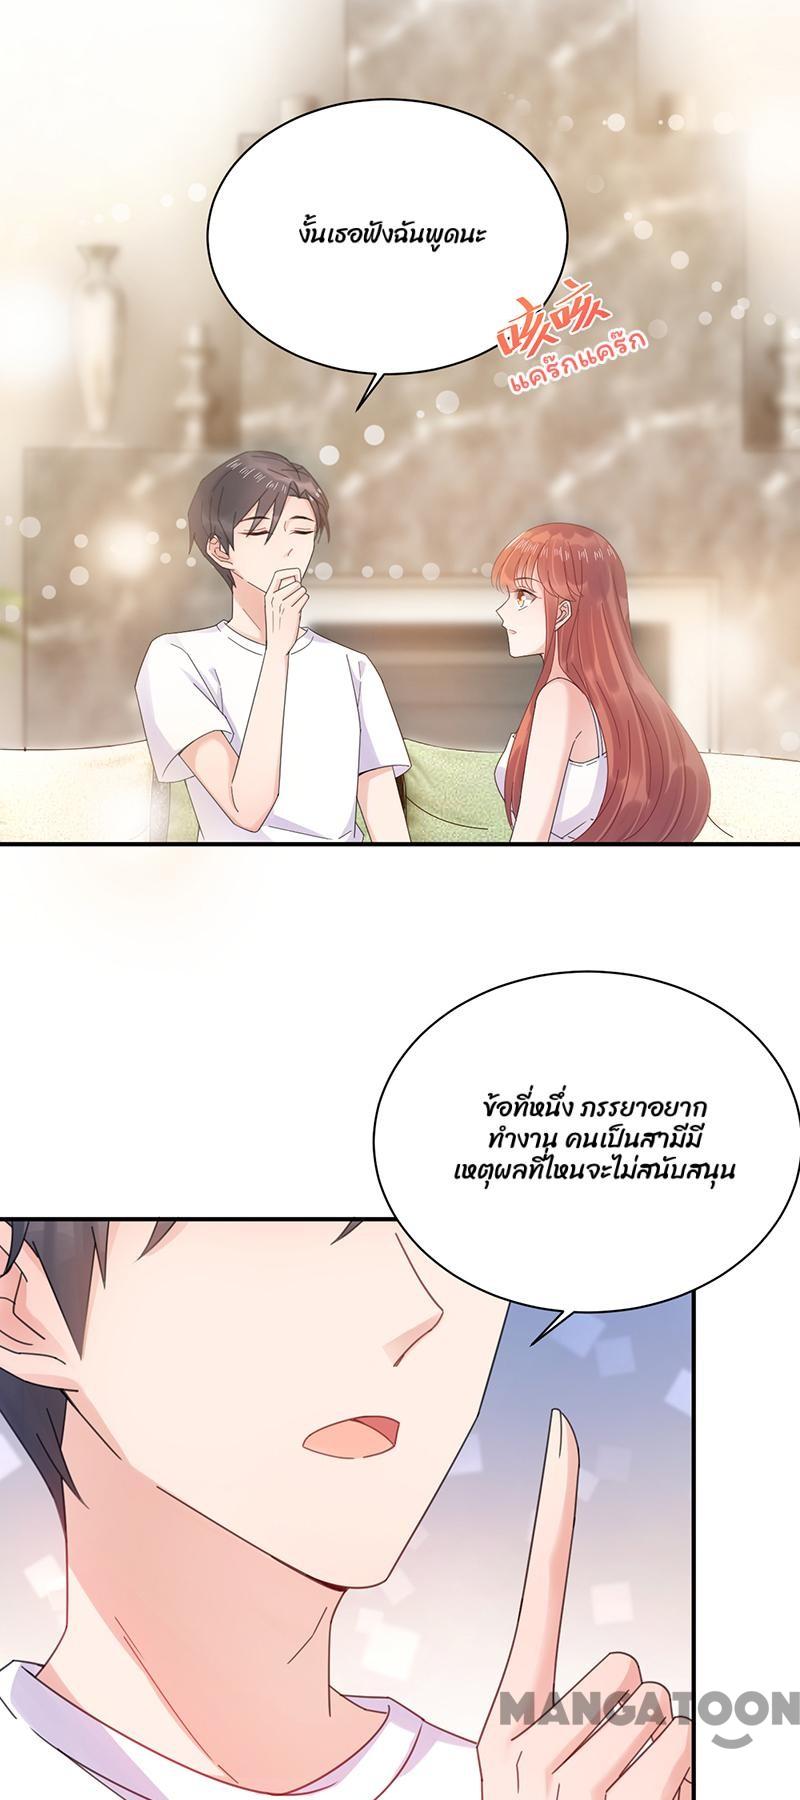 งั้นเธอฟังฉันพูดนะ
咳咳
แคร๊กแคร๊ก
ข้อที่หนึ่ง ภรรยาอยาก
ทำงาน คนเป็นสามีมี
เหตุผลที่ไหนจะไม่สนับสนุน
MANGATOON